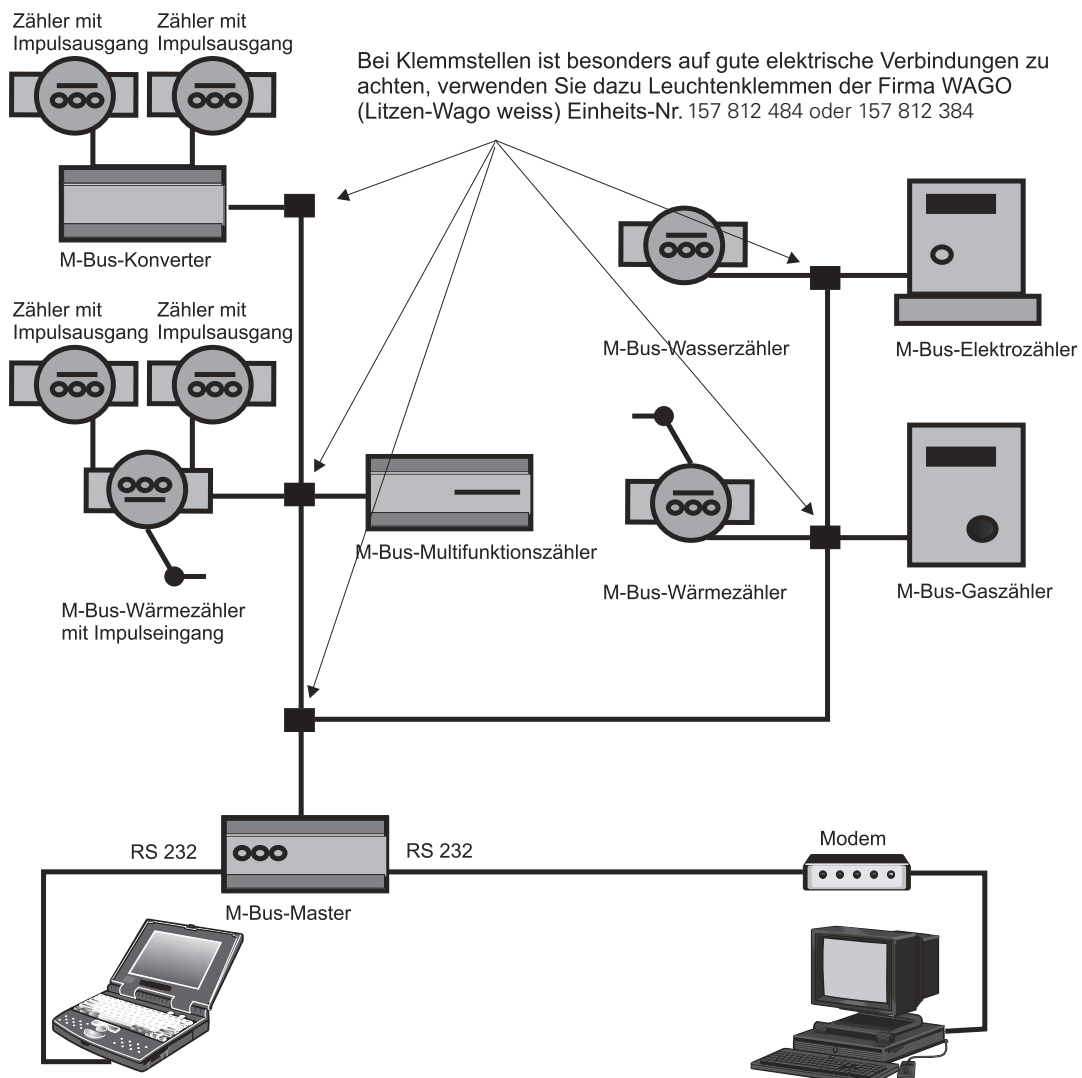 Zähler mit
Impulsausgang
Zähler mit
Impulsausgang
Bei Klemmstellen ist besonders auf gute elektrische Verbindungen zu
achten, verwenden Sie dazu Leuchtenklemmen der Firma WAGO
(Litzen-Wago weiss) Einheits-Nr. 157 812 484 oder 157 812 384
M-Bus-Konverter
Zähler mit
Impulsausgang
Zähler mit
Impulsausgang
M-Bus-Wasserzähler
M-Bus-Elektrozähler
M-Bus-Multifunktionszähler
M-Bus-Wärmezähler
mit Impulseingang
M-Bus-Wärmezähler
M-Bus-Gaszähler
RS 232
RS 232
Modem
M-Bus-Master